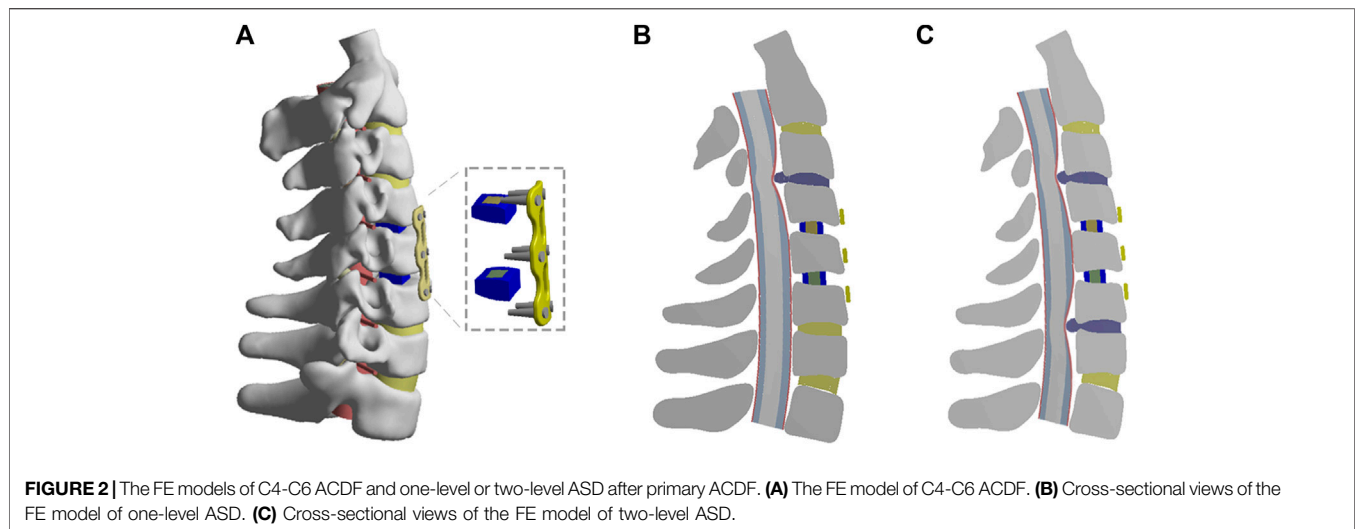 A
B
C
FIGURE 2 | The FE models of C4-C6 ACDF and one-level or two-level ASD after primary ACDF. (A) The FE model of C4-C6 ACDF. (B) Cross-sectional views of the
FE model of one-level ASD. (C) Cross-sectional views of the FE model of two-level ASD.